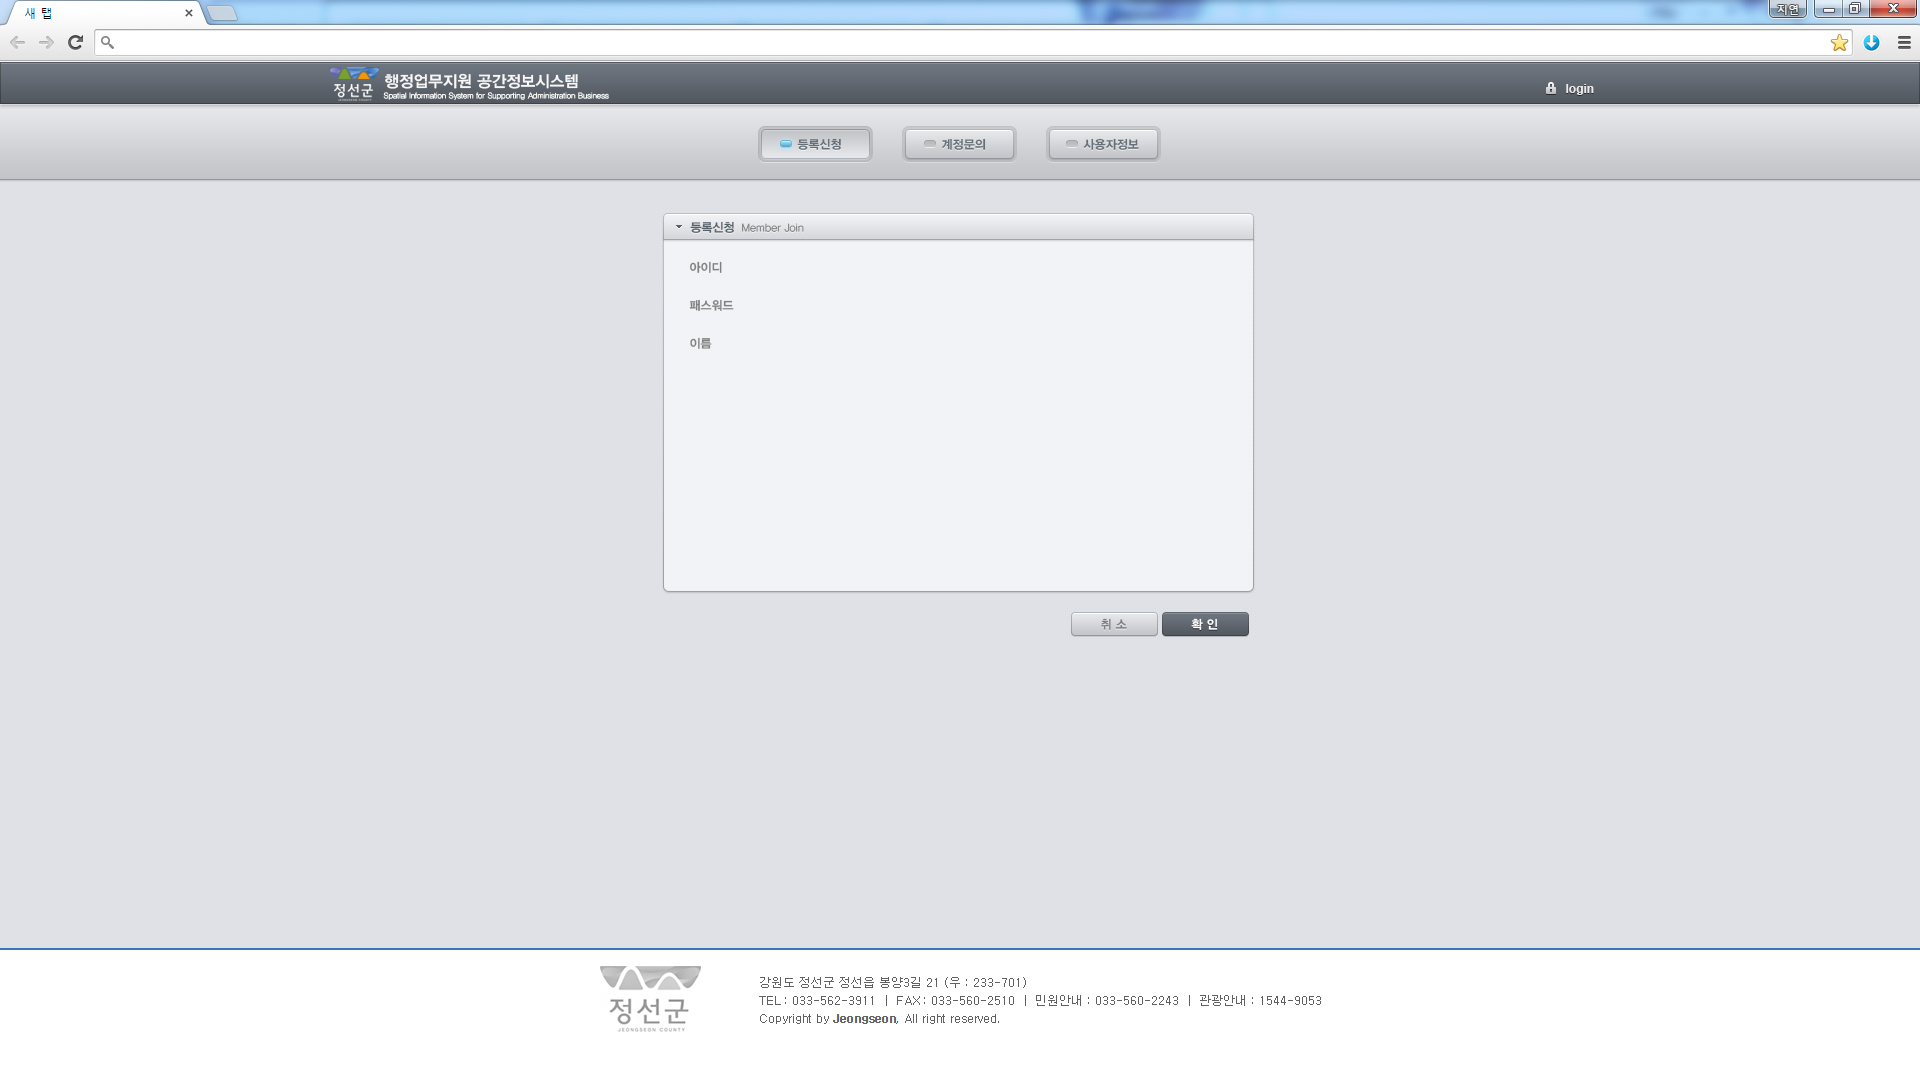 새 탭
지연
정선군
JEONGSEON COUNTY
행정업무지원 공간정보시스템
Spatial Information System for Supporting Administration Business
login
등록신청
계정문의
사용자정보
등록신청 Member Join
아이디
패스워드
이름
취 소
확 인
정선군
JEONGSEON COUNTY
강원도 정선군 정선읍 봉양3길 21 (우 : 233-701)
TEL : 033-562-3911 | FAX : 033-560-2510 | 민원안내 : 033-560-2243 | 관광안내 : 1544-9053
Copyright by Jeongseon, All right reserved.